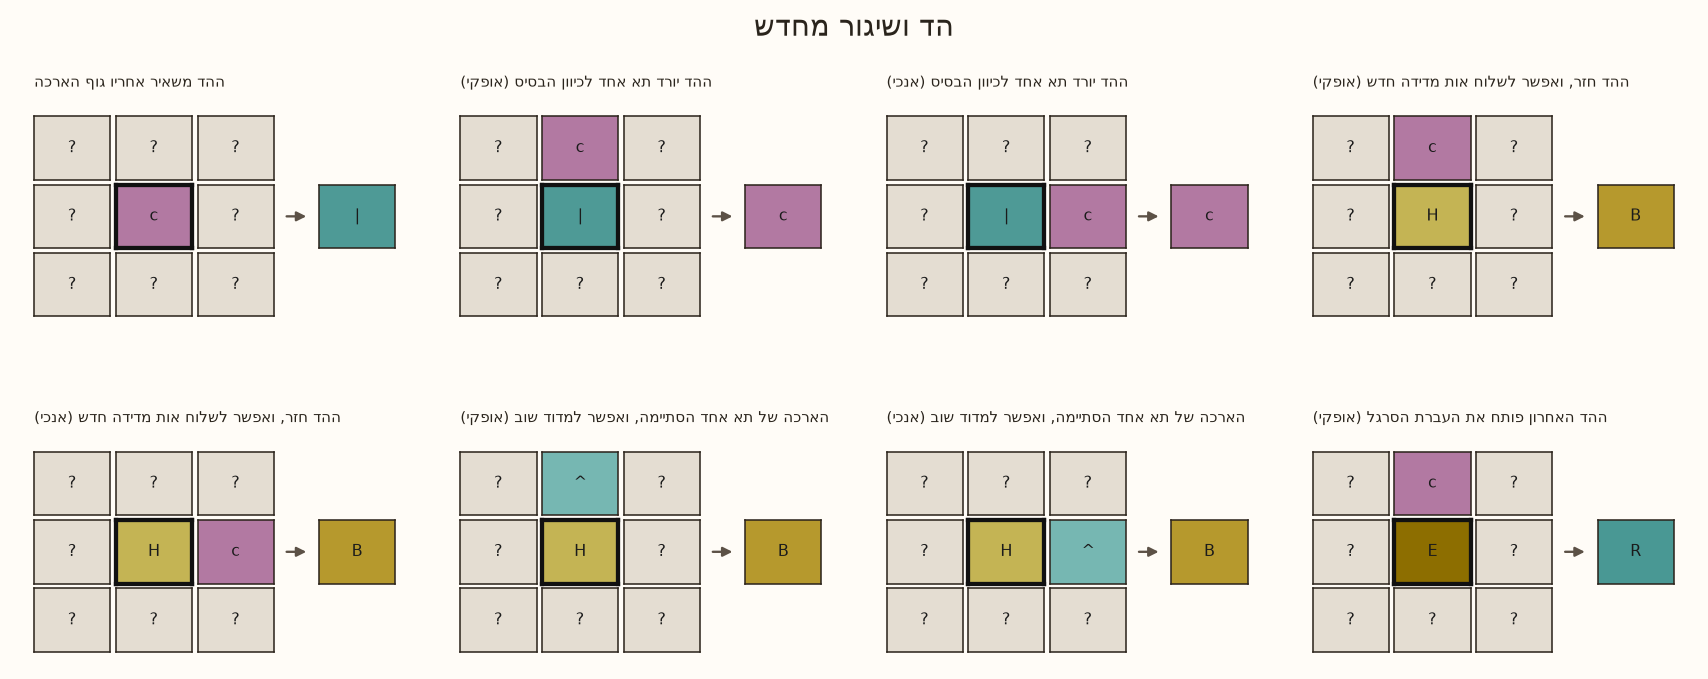 הד ושיגור מחדש
ההד משאיר אחריו גוף הארכה
? ? ?
? c ? |
? ? ?
ההד יורד תא אחד לכיוון הבסיס (אופקי)
? c ?
? | ? c
? ? ?
ההד יורד תא אחד לכיוון הבסיס (אנכי)
? ? ?
? | c c
? ? ?
ההד חזר, ואפשר לשלוח אות מדידה חדש (אופקי)
? c ?
? H ? B
? ? ?
ההד חזר, ואפשר לשלוח אות מדידה חדש (אנכי)
? ? ?
? H c B
? ? ?
הארכה של תא אחד הסתיימה, ואפשר למדוד שוב (אופקי)
? ^ ?
? H ? B
? ? ?
הארכה של תא אחד הסתיימה, ואפשר למדוד שוב (אנכי)
? ? ?
? H ^ B
? ? ?
ההד האחרון פותח את העברת הסרגל (אופקי)
? c ?
? E ? R
? ? ?